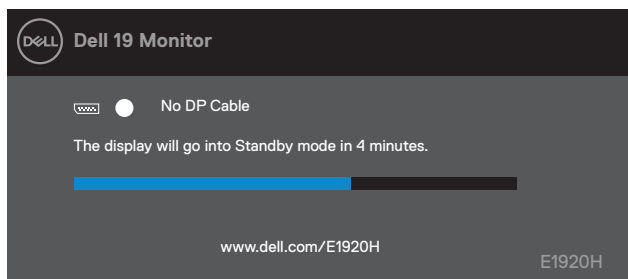 DELL Dell 19 Monitor
No DP Cable
The display will go into Standby mode in 4 minutes.
www.dell.com/E1920H
E1920H